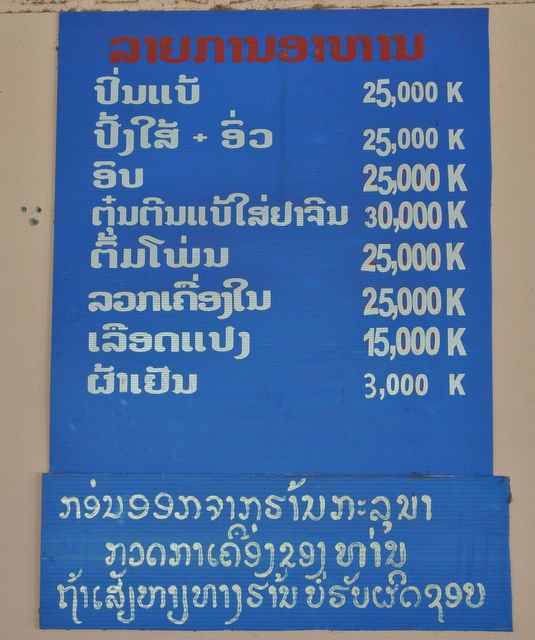 ລາຍການອາຫານ
ປິ່ນແບ້ 25,000 K
ປີ້ງໃສ້ + ອິ່ວ 25,000 K
ອິບ 25,000 K
ຕຸ໋ນຕີນແບ້ໃສ່ຢາຈີນ 30,000 K
ຕົ້ມໂພ່ນ 25,000 K
ລວກເຄື່ອງໃນ 25,000 K
ເລືອດແປງ 15,000 K
ຜ້າເຢັນ 3,000 K
ກ່ອນອອກຈາກຮ້ານກະລຸນາ
ກວດກາເຄື່ອງຂອງທ່ານ
ຖ້າເສັງຫາງທາງຮ້ານບໍ່ຮັບຜິດຊອບ